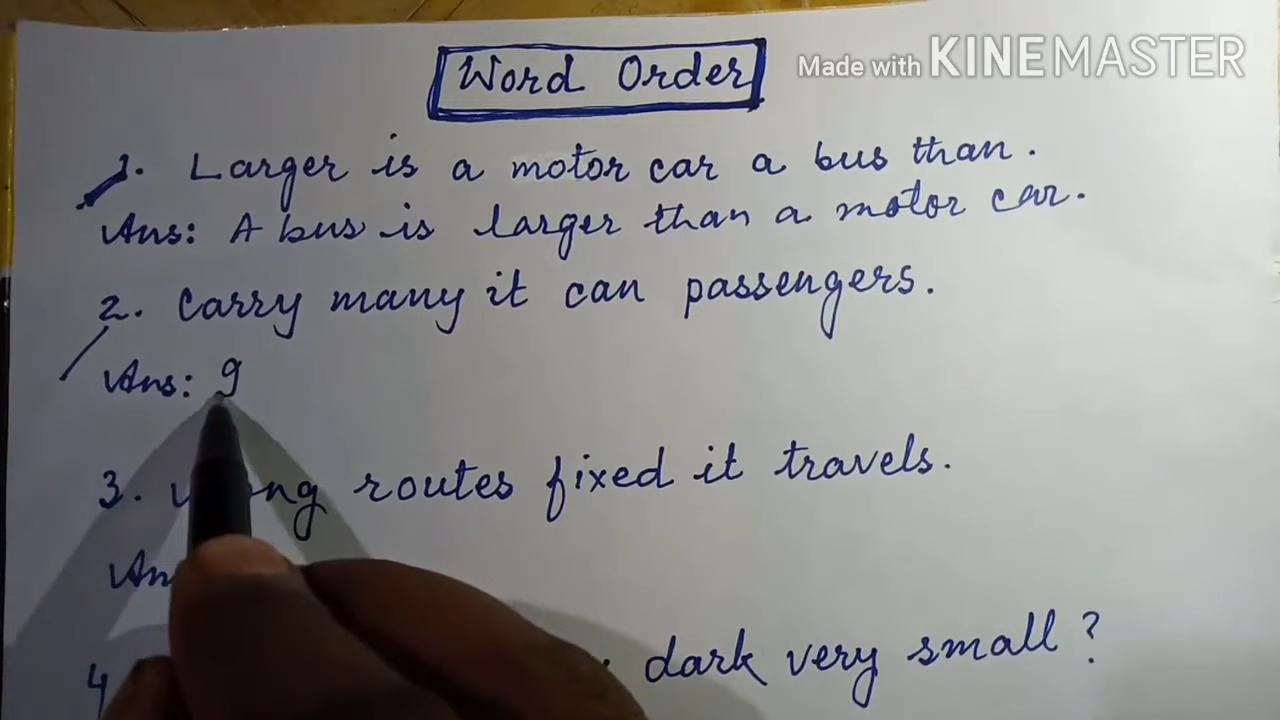 Made with KINEMASTER
Word Order
1. Larger is a motor car a bus than.
Ans: A bus is larger than a motor car.
2. Carry many it can passengers.
Ans: I
3. routes fixed it travels.
4 dark very small?